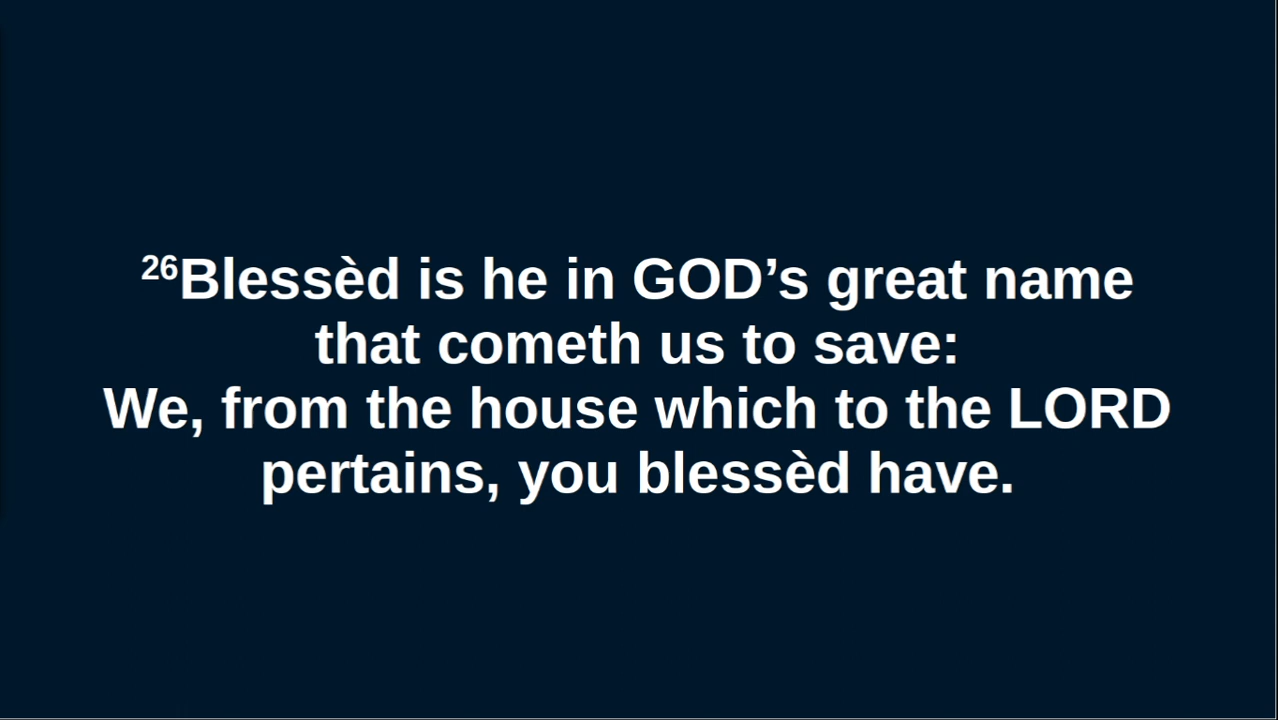 26Blessèd is he in GOD’s great name
that cometh us to save:
We, from the house which to the LORD
pertains, you blessèd have.